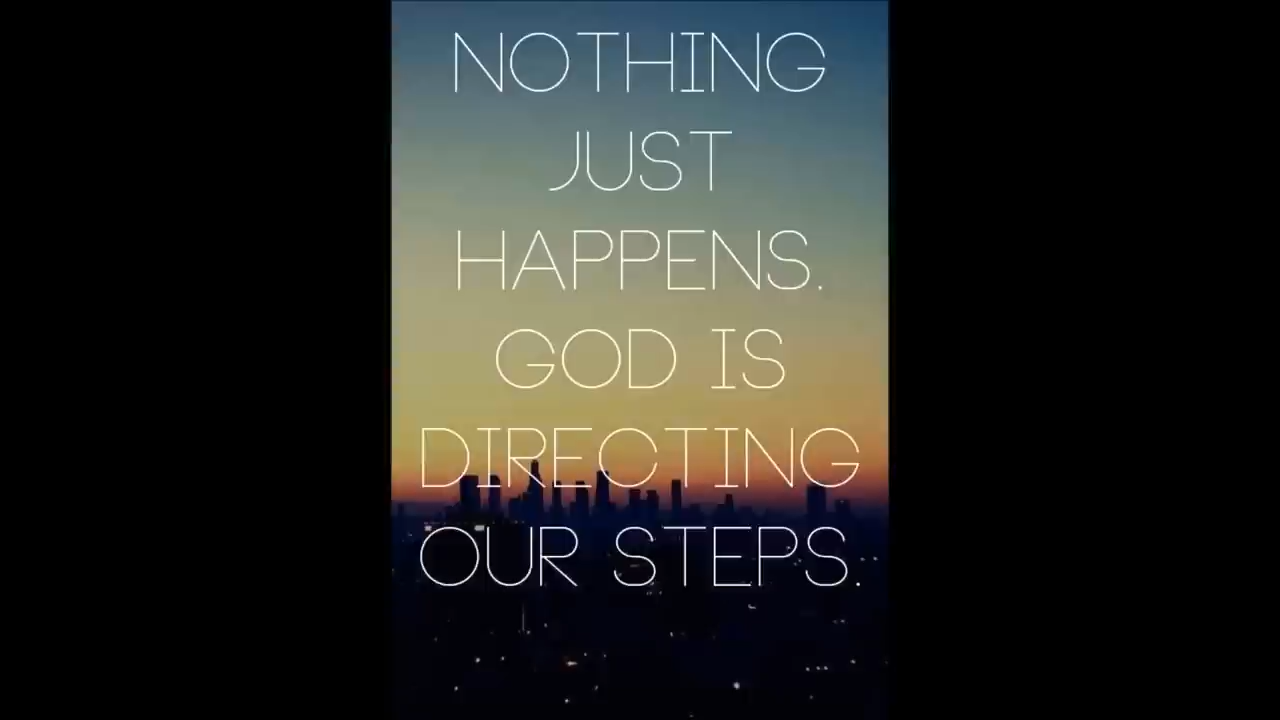 NOTHING
JUST
HAPPENS.
GOD IS
DIRECTING
OUR STEPS.